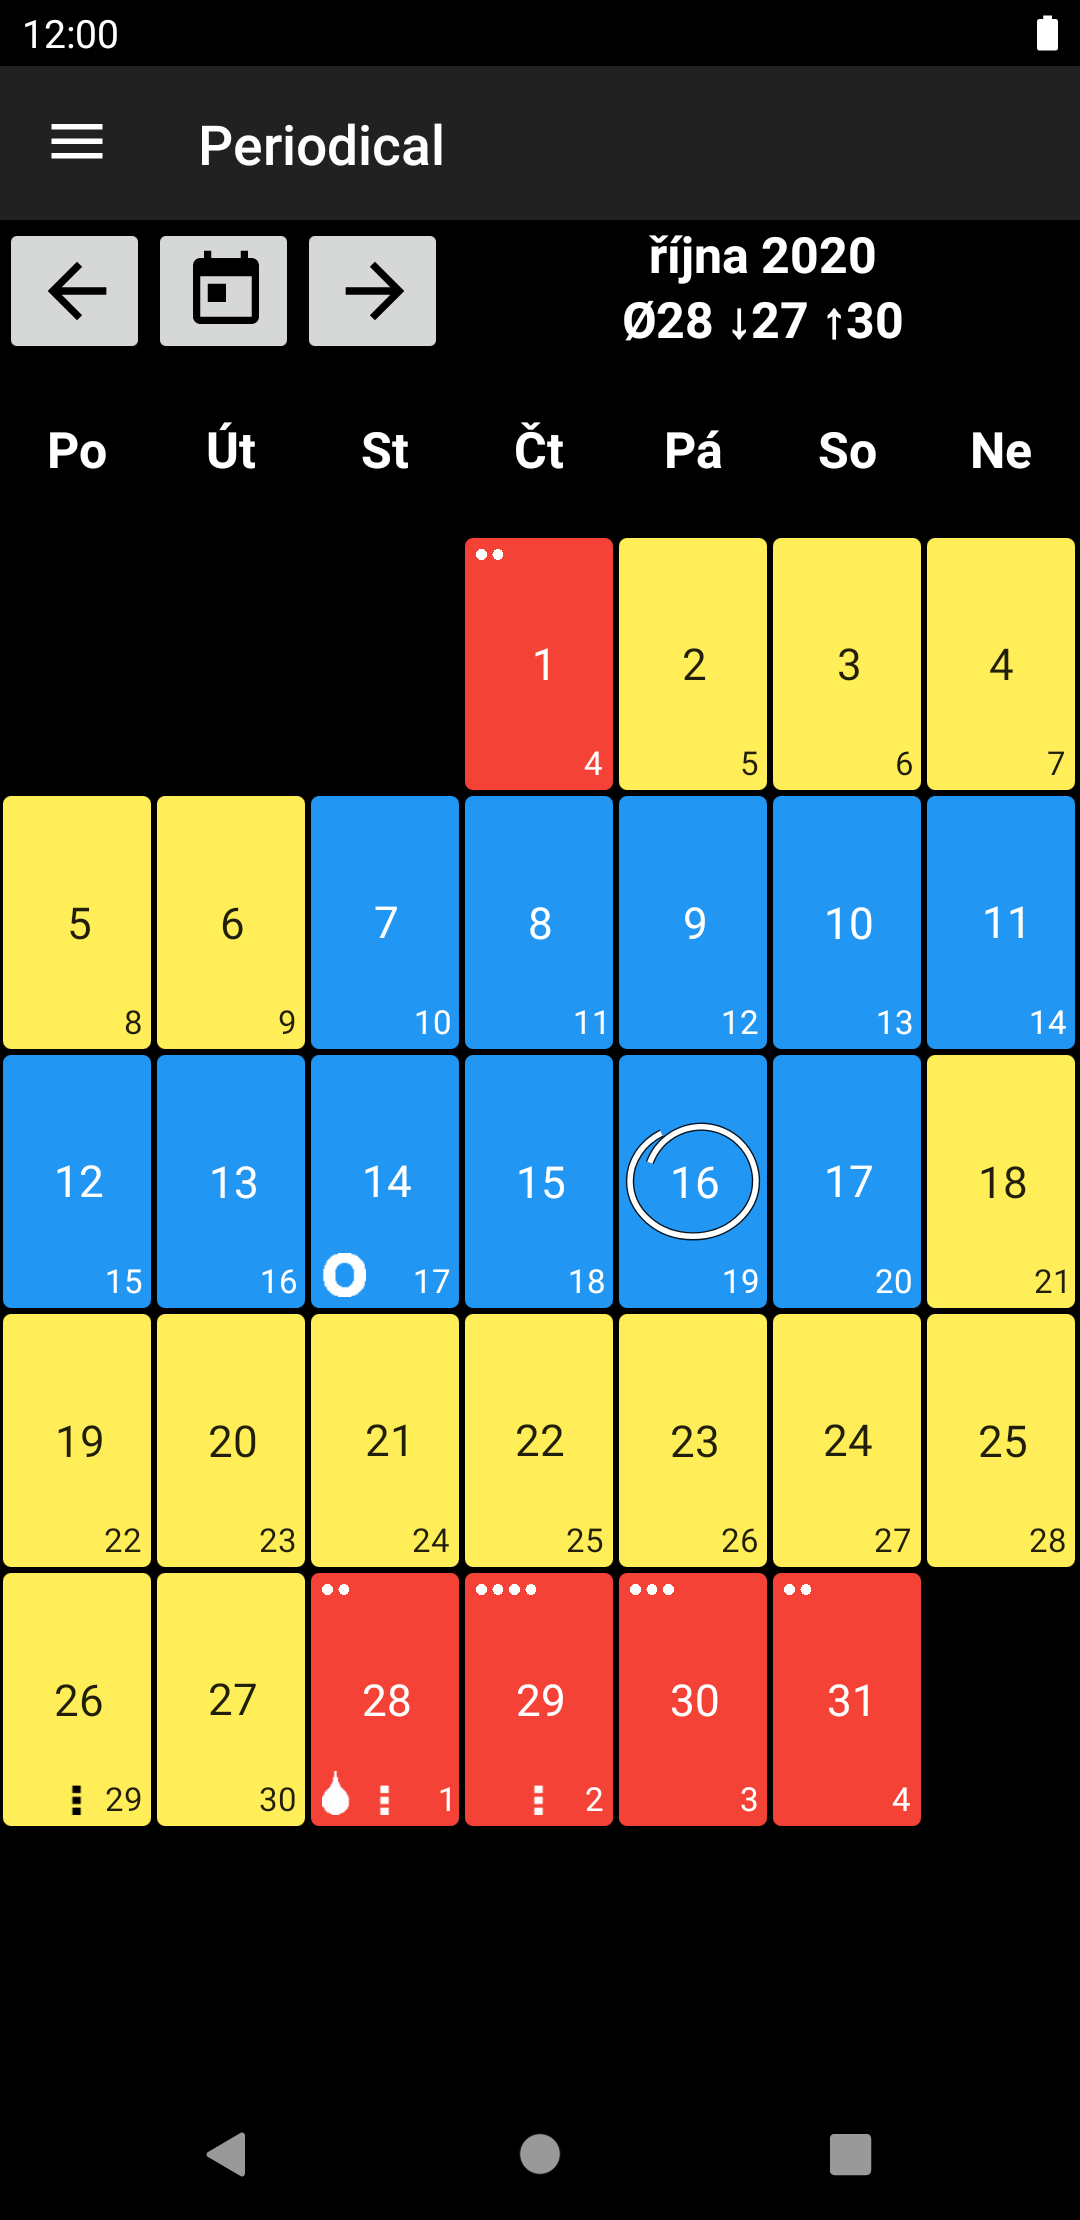 12:00
Periodical
října 2020
Ø28 ↓27 ↑30
Po Út St Čt Pá So Ne
1 2 3 4
4 5 6 7
5 6 7 8 9 10 11
8 9 10 11 12 13 14
12 13 14 15 16 17 18
15 16 O 17 18 19 20 21
19 20 21 22 23 24 25
22 23 24 25 26 27 28
26 27 28 29 30 31
29 30 1 2 3 4